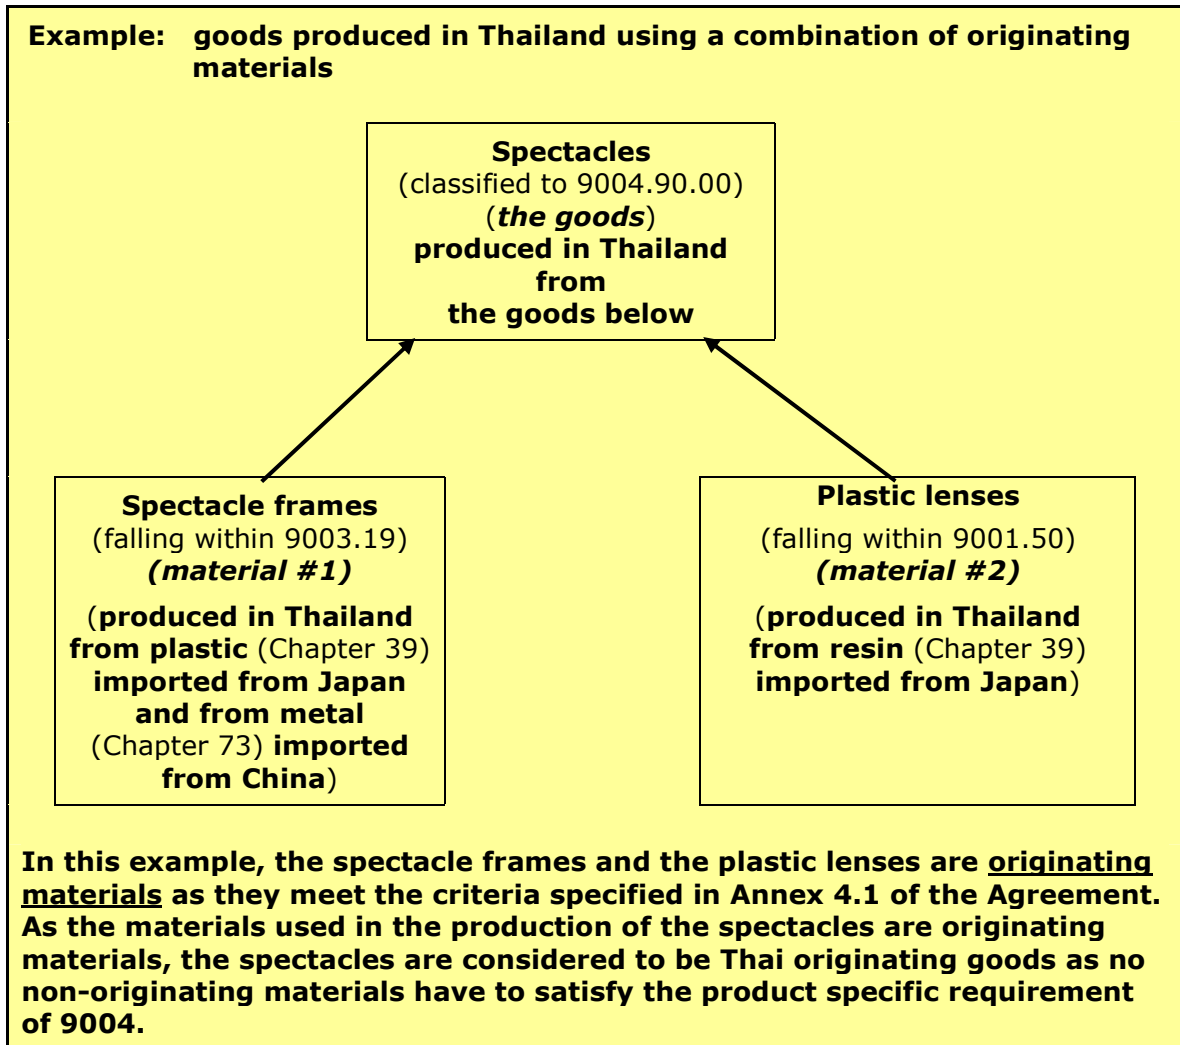 Example: goods produced in Thailand using a combination of originating
materials
Spectacles
(classified to 9004.90.00)
(the goods)
produced in Thailand
from
the goods below
Spectacle frames
(falling within 9003.19)
(material #1)
(produced in Thailand
from plastic (Chapter 39)
imported from Japan
and from metal
(Chapter 73) imported
from China)
Plastic lenses
(falling within 9001.50)
(material #2)
(produced in Thailand
from resin (Chapter 39)
imported from Japan)
In this example, the spectacle frames and the plastic lenses are originating
materials as they meet the criteria specified in Annex 4.1 of the Agreement.
As the materials used in the production of the spectacles are originating
materials, the spectacles are considered to be Thai originating goods as no
non-originating materials have to satisfy the product specific requirement
of 9004.